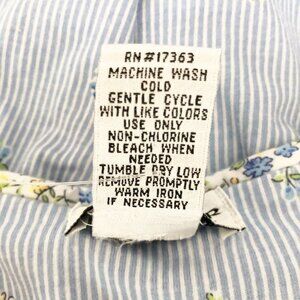 RN #17363
MACHINE WASH
COLD
GENTLE CYCLE
WITH LIKE COLORS
USE ONLY
NON-CHLORINE
BLEACH WHEN
NEEDED
TUMBLE DRY LOW
REMOVE PROMPTLY
WARM IRON
IF NECESSARY